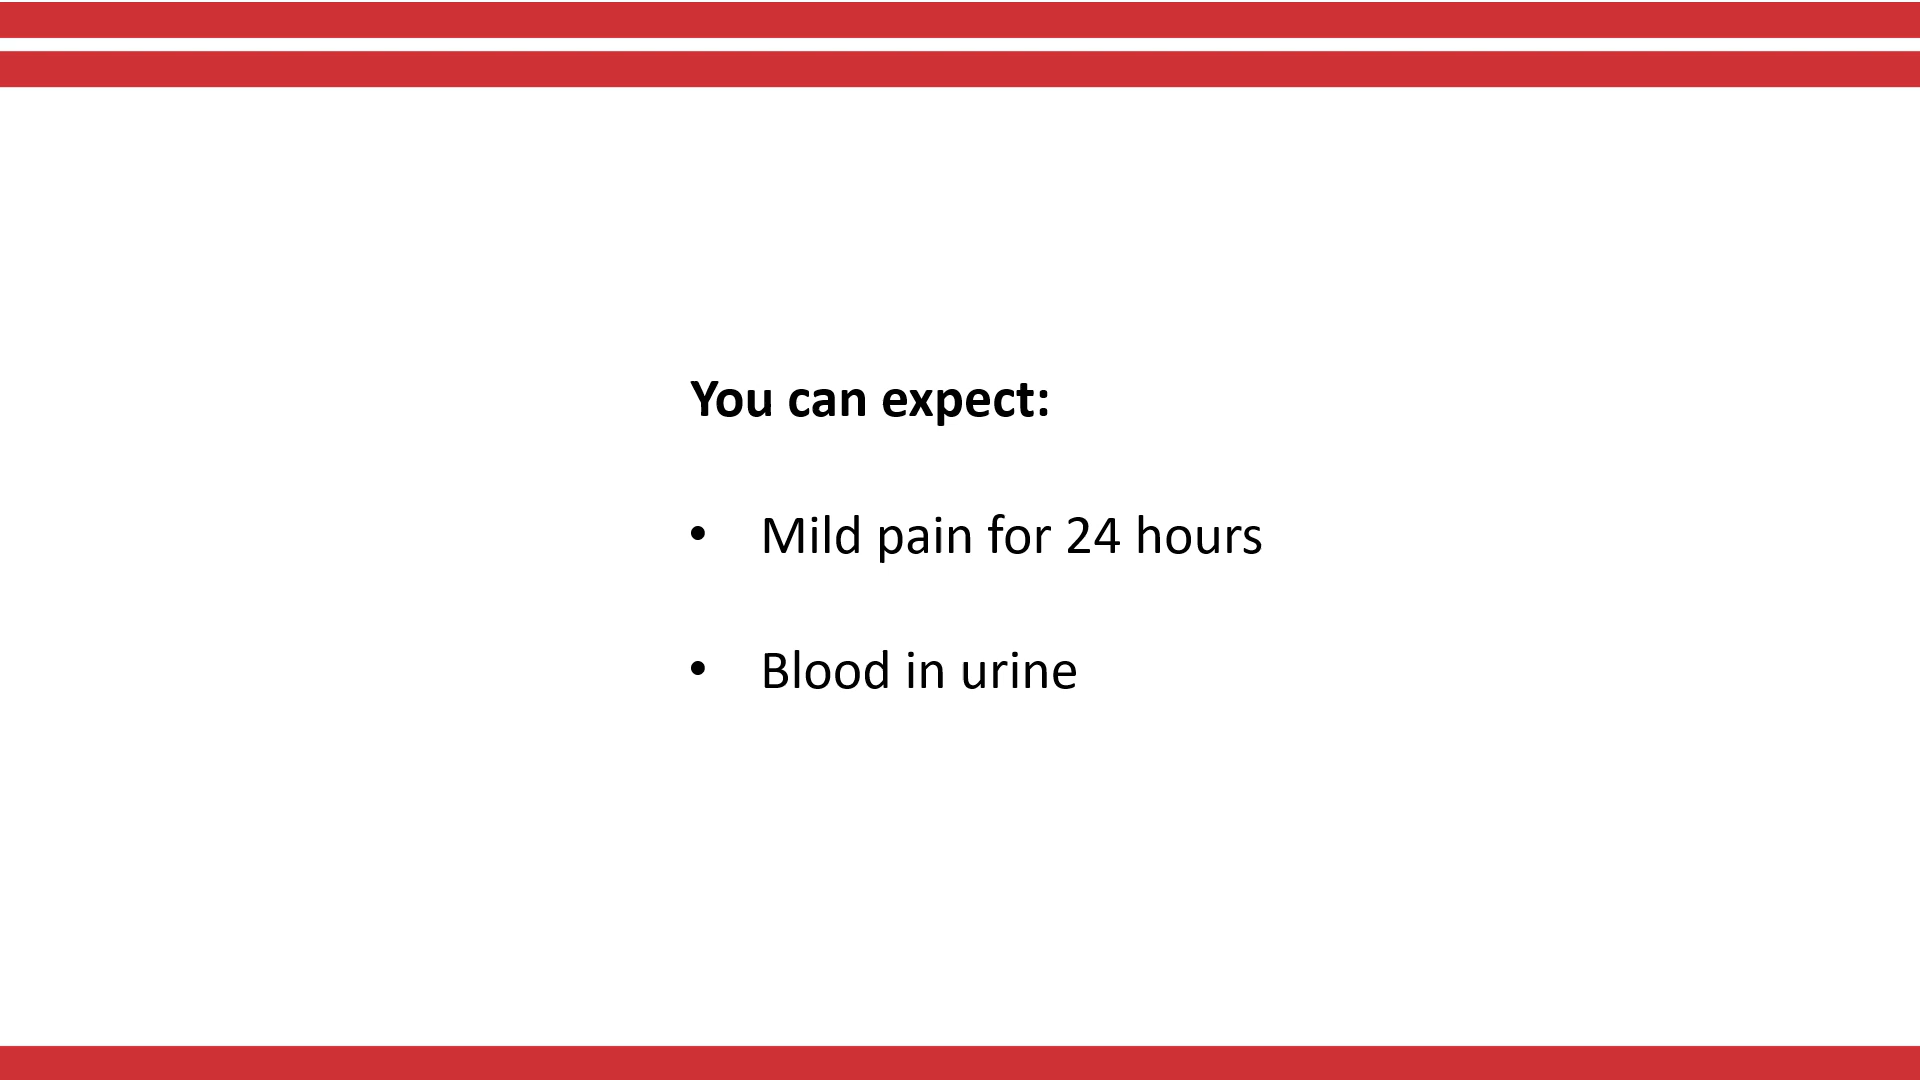 You can expect:
• Mild pain for 24 hours
• Blood in urine